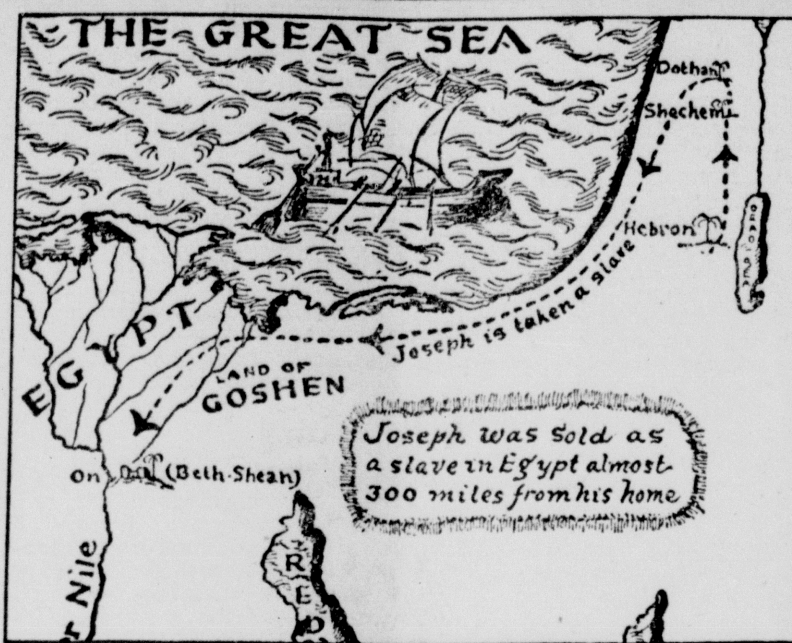 THE GREAT SEA
Dothan
Shechem
Hebron
DEAD SEA
Joseph is taken a slave
EGYPT
LAND OF
GOSHEN
Joseph was Sold as
a slave in Egypt almost
300 miles from his home
On (Beth-Shean)
Nile
RED